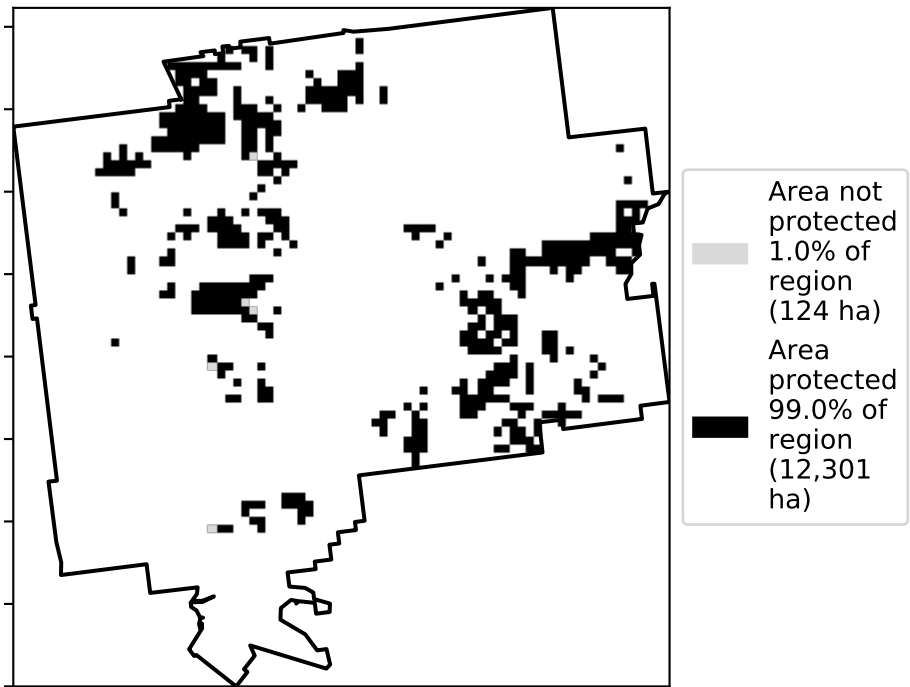 Area not
protected
1.0% of
region
(124 ha)
Area
protected
99.0% of
region
(12,301
ha)